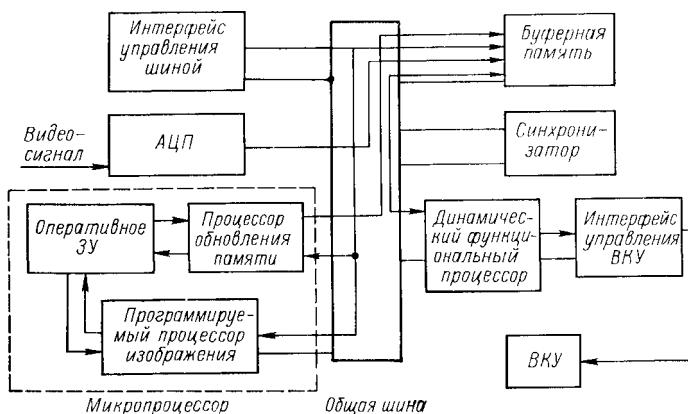 Интерфейс
управления
шиной
Буферная
память
Видео-
сигнал
АЦП
Синхрони-
затор
Оперативное
ЗУ
Процессор
обновления
памяти
Динамичес-
кий функци-
ональный
процессор
Интерфейс
управления
ВКУ
Программируе-
мый процессор
изображения
ВКУ
Микропроцессор
Общая шина